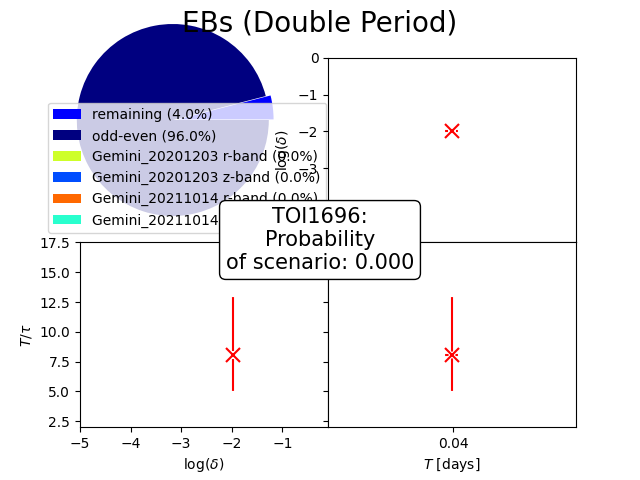 EBs (Double Period)
remaining (4.0%)
odd-even (96.0%)
Gemini_20201203 r-band (0.0%)
Gemini_20201203 z-band (0.0%)
Gemini_20211014 r-band (0.0%)
Gemini_20211014
log(δ)
0
−1
−2
−3
TOI1696:
Probability
of scenario: 0.000
17.5
15.0
12.5
10.0
7.5
5.0
2.5
T/τ
−5
−4
−3
−2
−1
log(δ)
0.04
T [days]